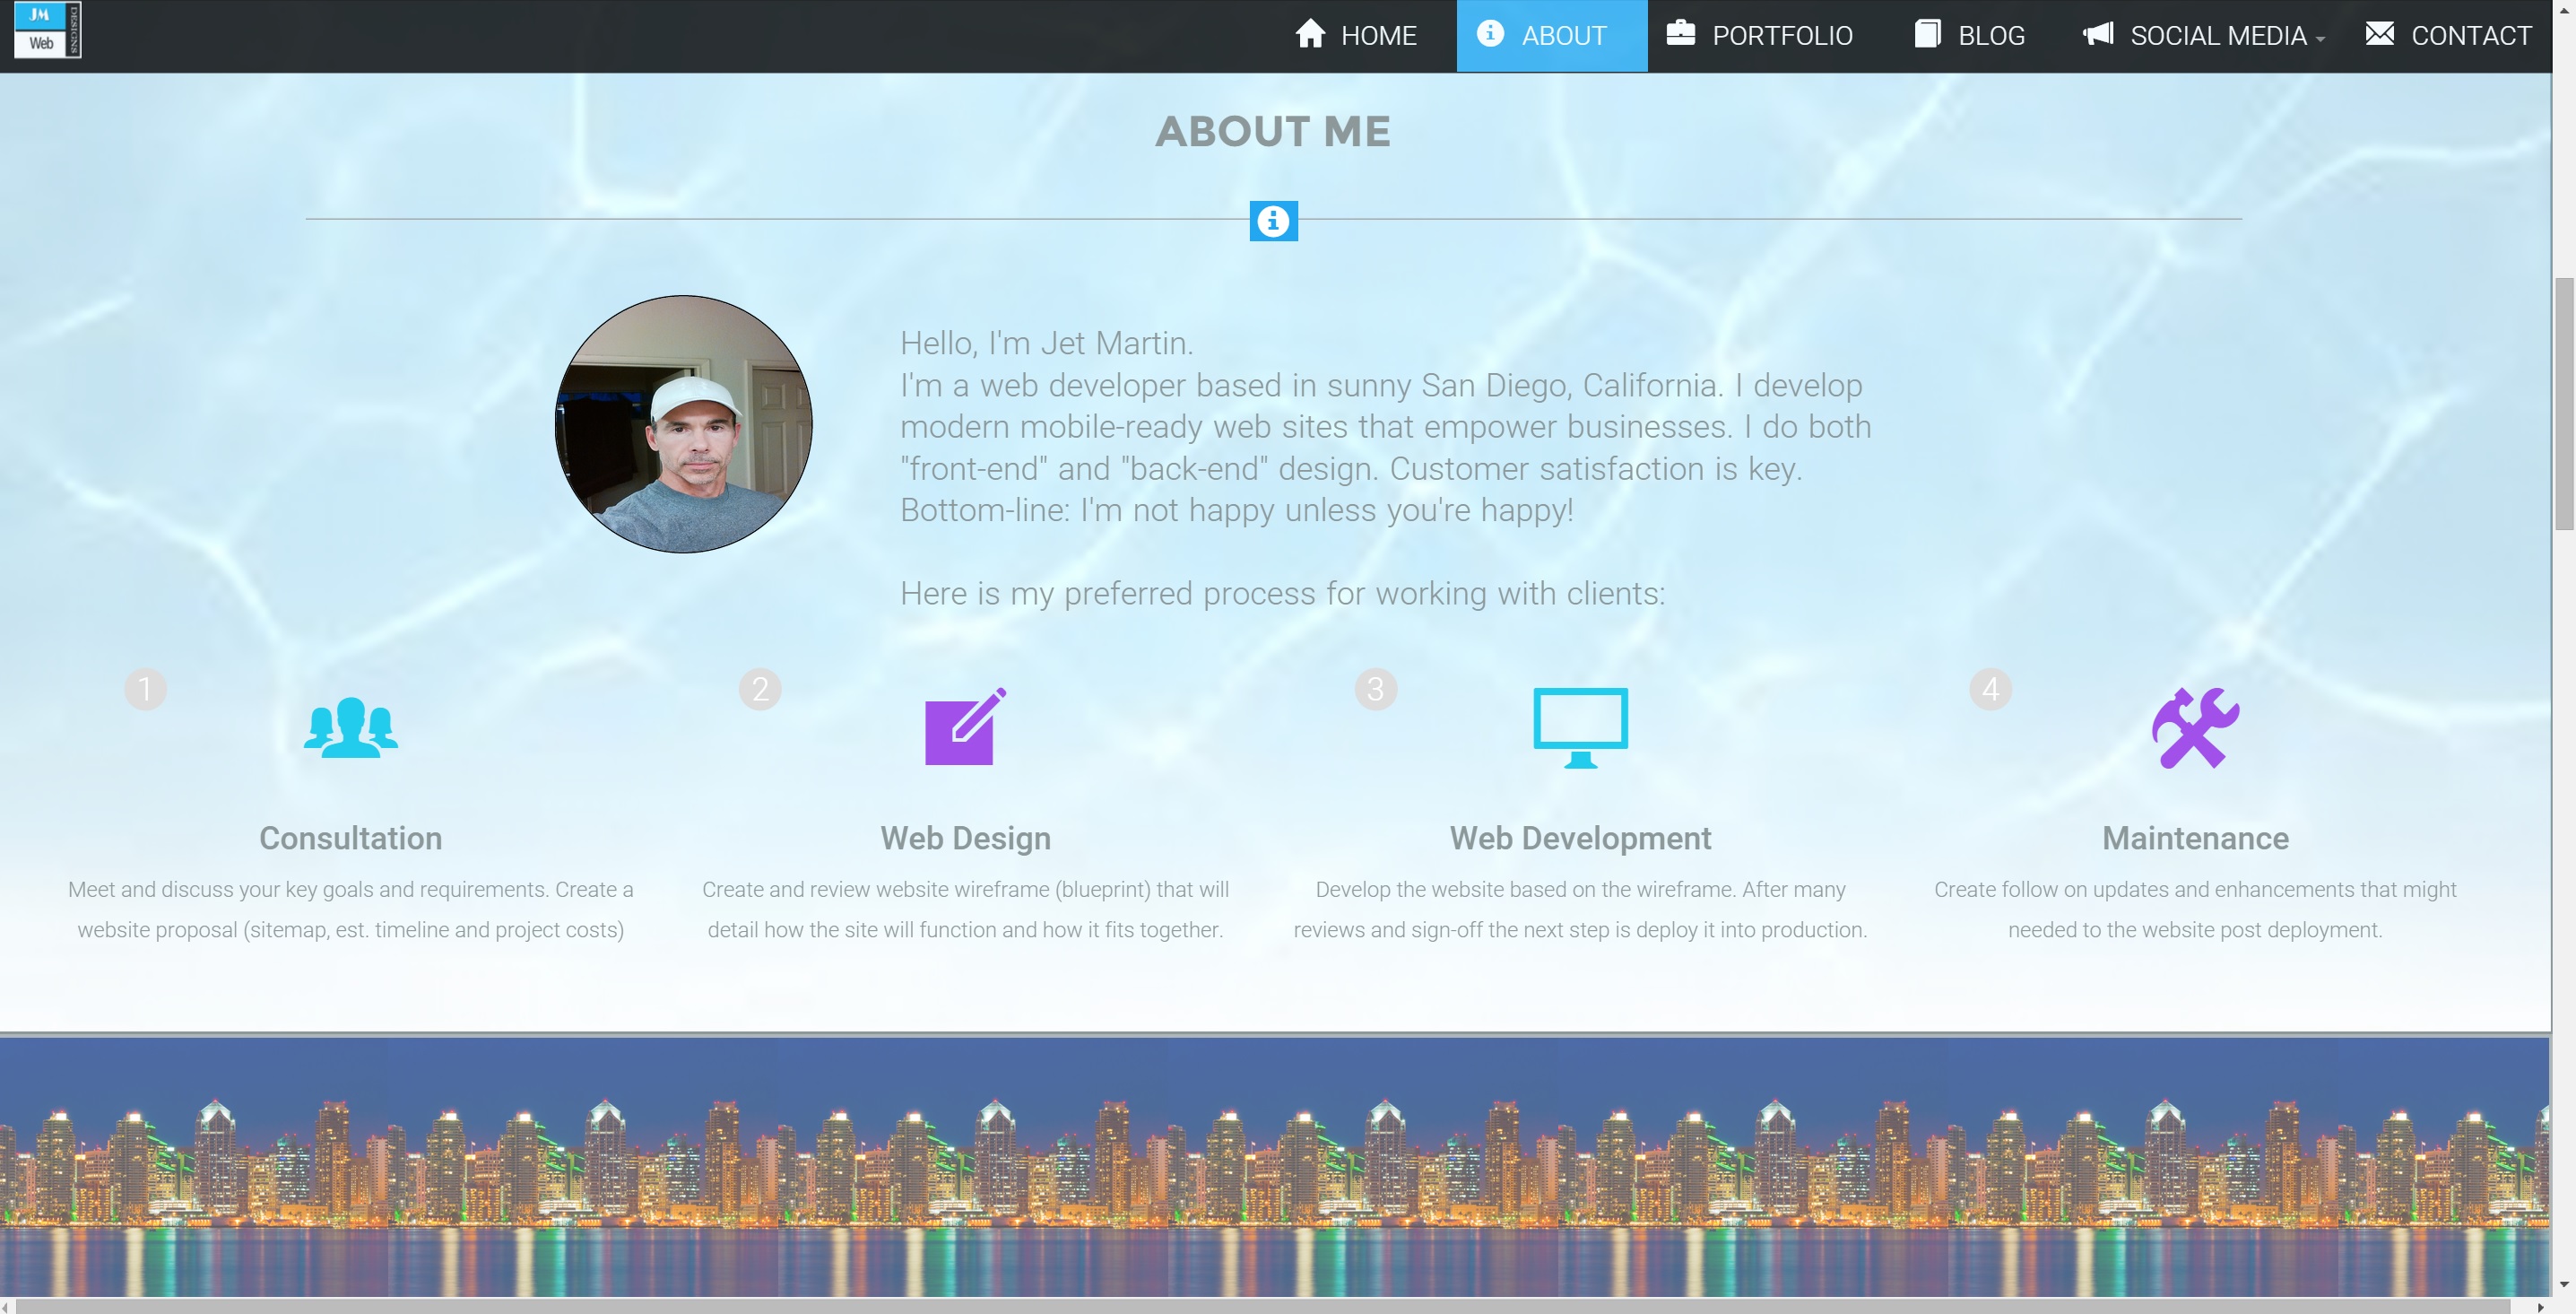 JM
DESIGNS
Web
HOME
ABOUT
PORTFOLIO
BLOG
SOCIAL MEDIA
CONTACT
ABOUT ME
Hello, I'm Jet Martin.
I'm a web developer based in sunny San Diego, California. I develop
modern mobile-ready web sites that empower businesses. I do both
"front-end" and "back-end" design. Customer satisfaction is key.
Bottom-line: I'm not happy unless you're happy!
Here is my preferred process for working with clients:
1
Consultation
Meet and discuss your key goals and requirements. Create a
website proposal (sitemap, est. timeline and project costs)
2
Web Design
Create and review website wireframe (blueprint) that will
detail how the site will function and how it fits together.
3
Web Development
Develop the website based on the wireframe. After many
reviews and sign-off the next step is deploy it into production.
4
Maintenance
Create follow on updates and enhancements that might
needed to the website post deployment.